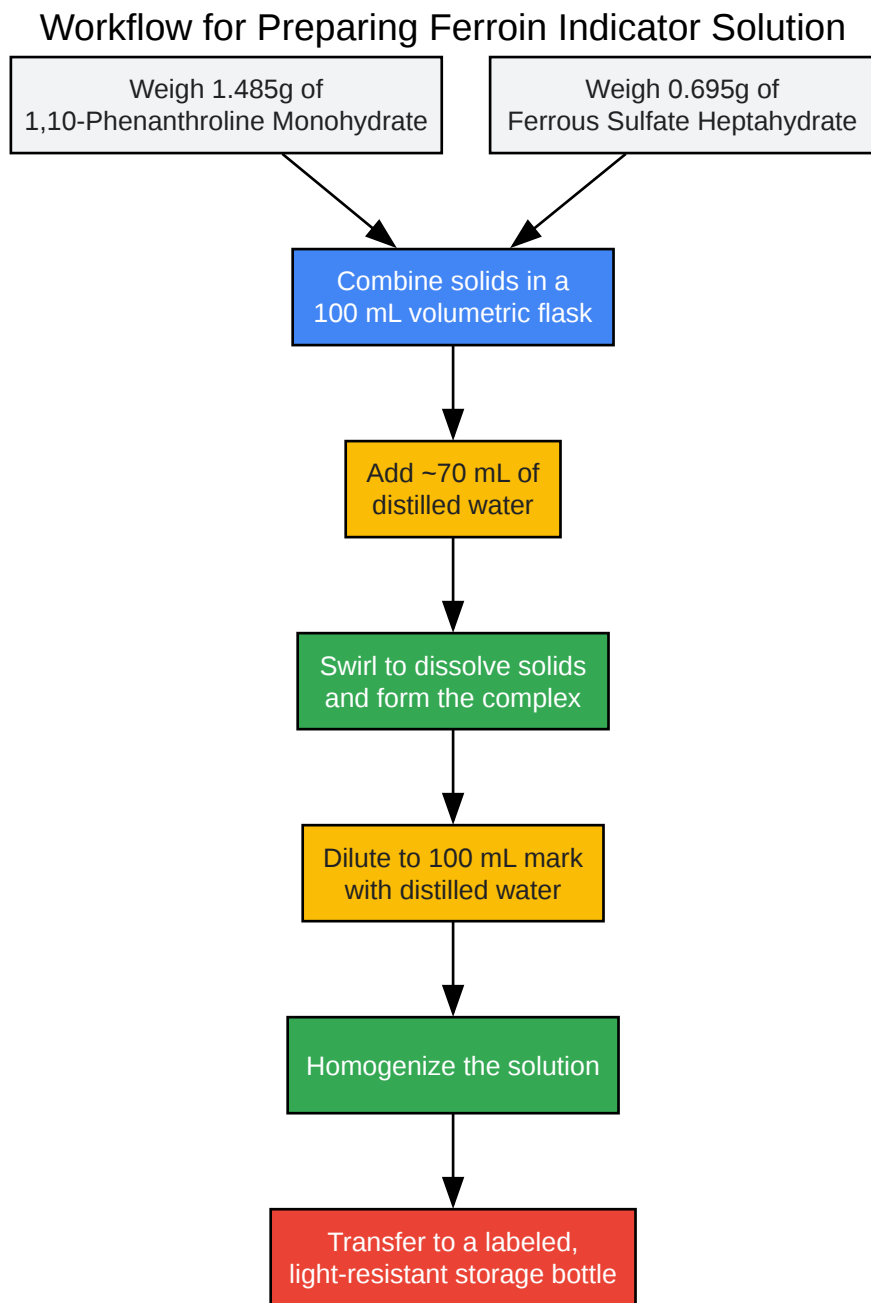 Workflow for Preparing Ferroin Indicator Solution
Weigh 1.485g of
1,10-Phenanthroline Monohydrate
Weigh 0.695g of
Ferrous Sulfate Heptahydrate
Combine solids in a
100 mL volumetric flask
Add ~70 mL of
distilled water
Swirl to dissolve solids
and form the complex
Dilute to 100 mL mark
with distilled water
Homogenize the solution
Transfer to a labeled,
light-resistant storage bottle